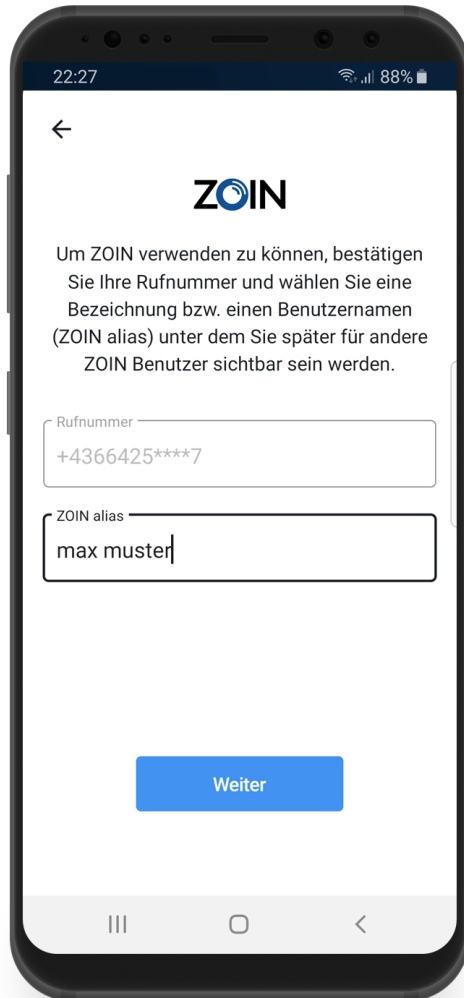 22:27
88%
ZOIN
Um ZOIN verwenden zu können, bestätigen
Sie Ihre Rufnummer und wählen Sie eine
Bezeichnung bzw. einen Benutzernamen
(ZOIN alias) unter dem Sie später für andere
ZOIN Benutzer sichtbar sein werden.
Rufnummer
+4366425****7
ZOIN alias
max muster
Weiter